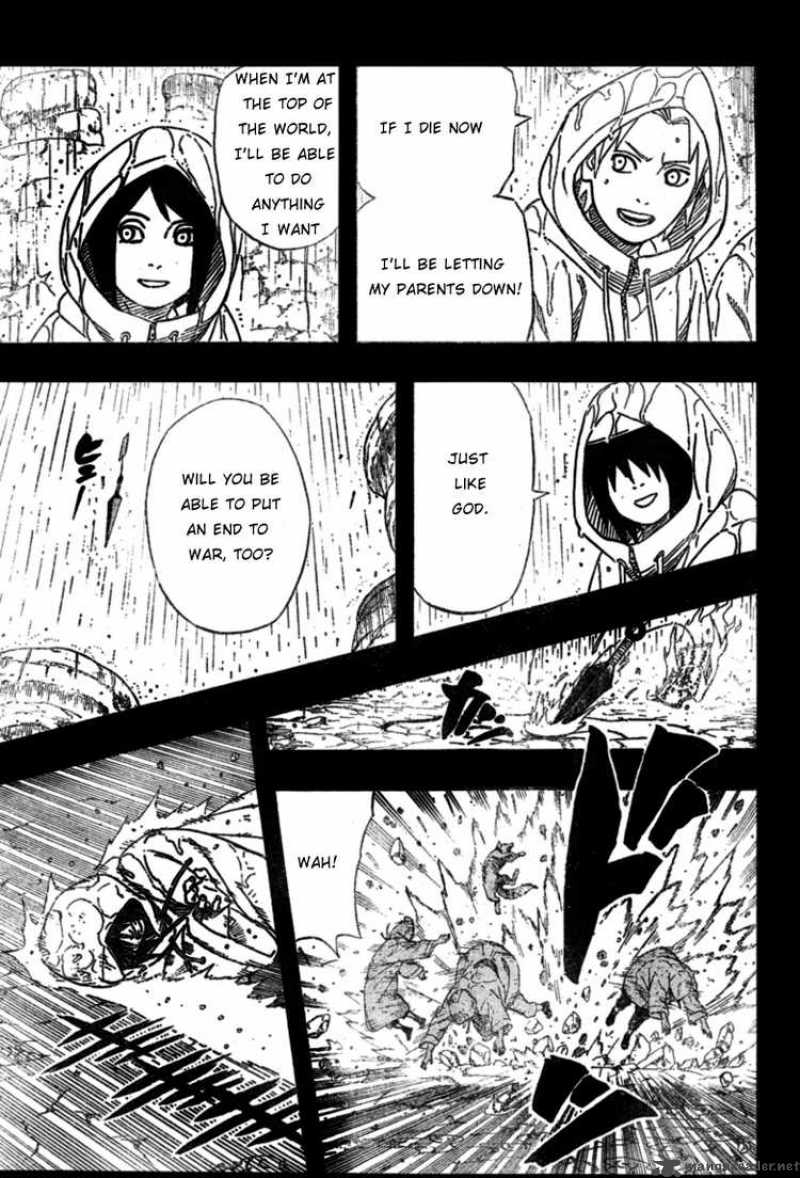 IF I DIE NOW
I'LL BE LETTING
MY PARENTS DOWN!
WHEN I'M AT
THE TOP OF
THE WORLD,
I'LL BE ABLE
TO DO
ANYTHING
I WANT
JUST
LIKE
GOD.
WILL YOU BE
ABLE TO PUT
AN END TO
WAR, TOO?
WAH!
mangareader.net